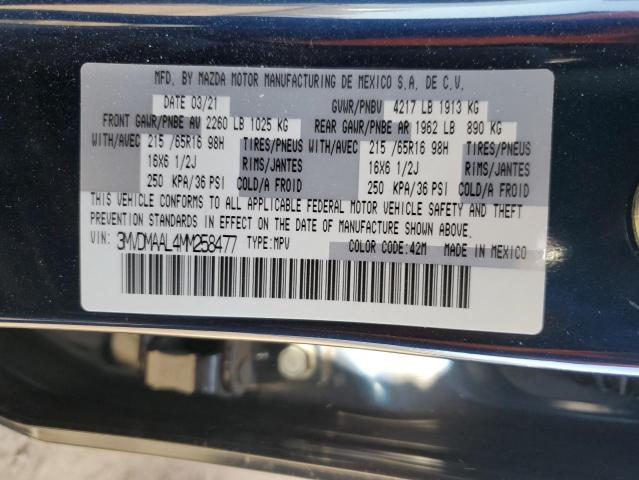 MFD. BY MAZDA MOTOR MANUFACTURING DE MEXICO S.A. DE C.V.
DATE 03/21 GVWR/PNBV 4217 LB 1913 KG
FRONT GAWR/PNBE AV 2260 LB 1025 KG REAR GAWR/PNBE AR 1962 LB 890 KG
WITH/AVEC 215 /65R16 98H TIRES/PNEUS WITH/AVEC 215 /65R16 98H TIRES/PNEUS
16X6 1/2J RIMS/JANTES 16X6 1/2J RIMS/JANTES
250 KPA/36 PSI COLD/A FROID 250 KPA/36 PSI COLD/A FROID
THIS VEHICLE CONFORMS TO ALL APPLICABLE FEDERAL MOTOR VEHICLE SAFETY AND THEFT
PREVENTION STANDARDS IN EFFECT ON THE DATE OF MANUFACTURE SHOWN ABOVE.
VIN: 3MVDMAAL4MM258477 TYPE:MPV COLOR CODE:42M MADE IN MEXICO